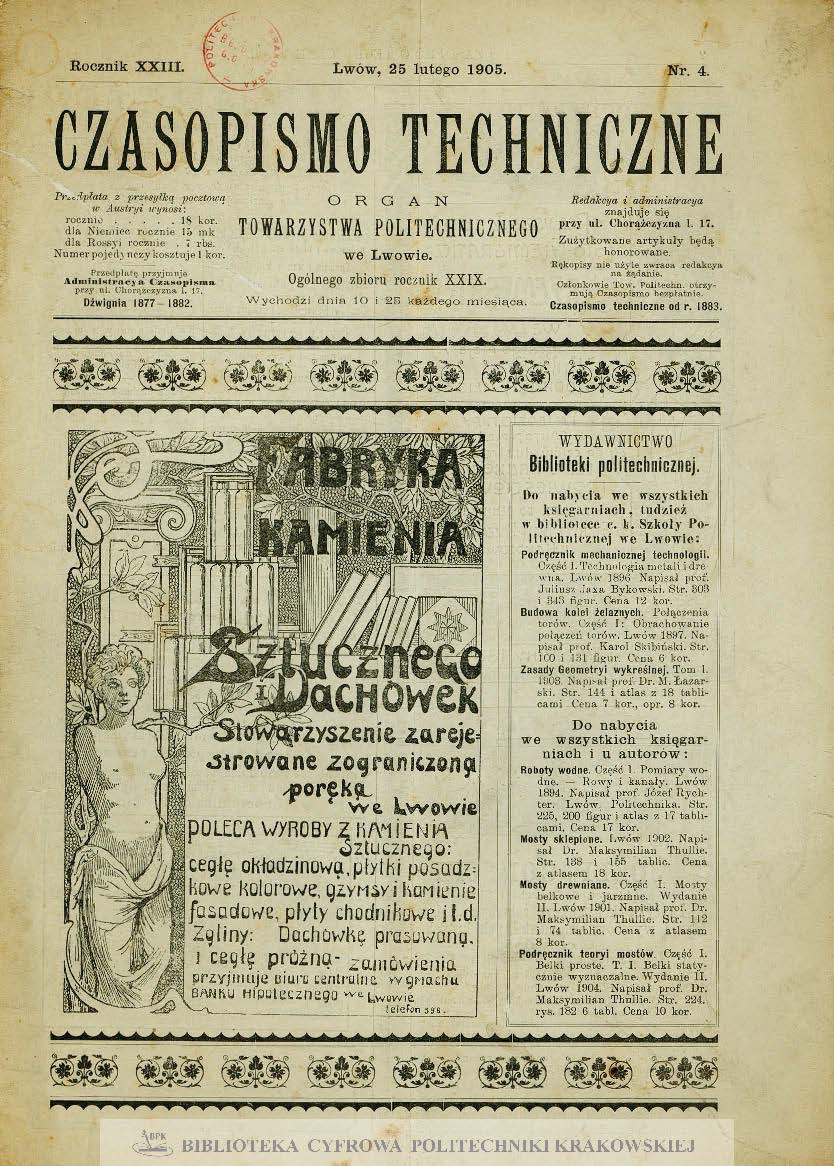 Rocznik XXIII.
Lwów, 25 lutego 1905.
Nr. 4.
CZASOPISMO TECHNICZNE
Przedpłata z przesyłką pocztową
w Austryi wynosi:
rocznie . . . . . 18 kor.
dla Niemiec rocznie 15 mk
dla Rossyi rocznie . 7 rbs.
Numer pojedynczy kosztuje 1 kor.
Przedpłatę przyjmuje
Administracya Czasopisma
przy ul. Chorążczyzna l. 17.
Dźwignia 1877–1882.
ORGAN
TOWARZYSTWA POLITECHNICZNEGO
we Lwowie.
Ogólnego zbioru rocznik XXIX.
Wychodzi dnia 10 i 25 każdego miesiąca.
Redakcya i administracya
znajduje się
przy ul. Chorążczyzna l. 17.
Zużytkowane artykuły będą
honorowane.
Rękopisy nie użyte zwraca redakcya
na żądanie.
Członkowie Tow. Politechn. otrzy-
mują Czasopismo bezpłatnie.
Czasopismo techniczne od r. 1883.
FABRYKA
KAMIENIA
Sztucznego
i Dachówek
Stowarzyszenie zareje=
strowane z ograniczoną
poręką
we Lwowie
POLECA WYROBY Z KAMIENIA
Sztucznego:
cegłę okładzinową, płytki posadz=
kowe kolorowe, gzymsy i kamienie
fasadowe, płyty chodnikowe i t.d.
Z gliny: Dachówkę prasowaną,
i cegłę próżną- zamówienia
przyjmuje biuro centralne w gmachu
BANKU Hipotecznego we Lwowie
telefon 398.
WYDAWNICTWO
Biblioteki politechnicznej.
Do nabycia we wszystkich
księgarniach, tudzież
w bibliotece c. k. Szkoły Po-
litechnicznej we Lwowie:
Podręcznik mechanicznej technologii.
Część I. Technologia metali i dre-
wna. Lwów 1896 Napisał prof.
Juliusz Jaxa Bykowski. Str. 303
i 343 figur. Cena 12 kor.
Budowa kolei żelaznych. Połączenia
torów. Część I: Obrachowanie
połączeń torów. Lwów 1897. Na-
pisał prof. Karol Skibiński. Str.
160 i 131 figur. Cena 6 kor.
Zasady Geometryi wykreślnej. Tom I.
1903. Napisał prof. Dr. M. Łazar-
ski. Str. 144 i atlas z 18 tabli-
cami Cena 7 kor., opr. 8 kor.
Do nabycia
we wszystkich księgar-
niach i u autorów:
Roboty wodne. Część I. Pomiary wo-
dne. — Rowy i kanały. Lwów
1894. Napisał prof. Józef Rych-
ter. Lwów. Politechnika. Str.
225, 200 figur i atlas z 17 tabli-
cami. Cena 17 kor.
Mosty sklepione. Lwów 1902. Napi-
sał Dr. Maksymilian Thullie.
Str. 138 i 155 tablic. Cena
z atlasem 18 kor.
Mosty drewniane. Część I. Mosty
belkowe i jarzmne. Wydanie
II. Lwów 1901. Napisał prof. Dr.
Maksymilian Thullie. Str. 112
i 74 tablic. Cena z atlasem
8 kor.
Podręcznik teoryi mostów. Część I.
Belki proste. T. I. Belki staty-
cznie wyznaczalne. Wydanie II.
Lwów 1904. Napisał prof. Dr.
Maksymilian Thullie. Str. 224.
rys. 182 6 tabl. Cena 10 kor.
BPK
BIBLIOTEKA CYFROWA POLITECHNIKI KRAKOWSKIEJ